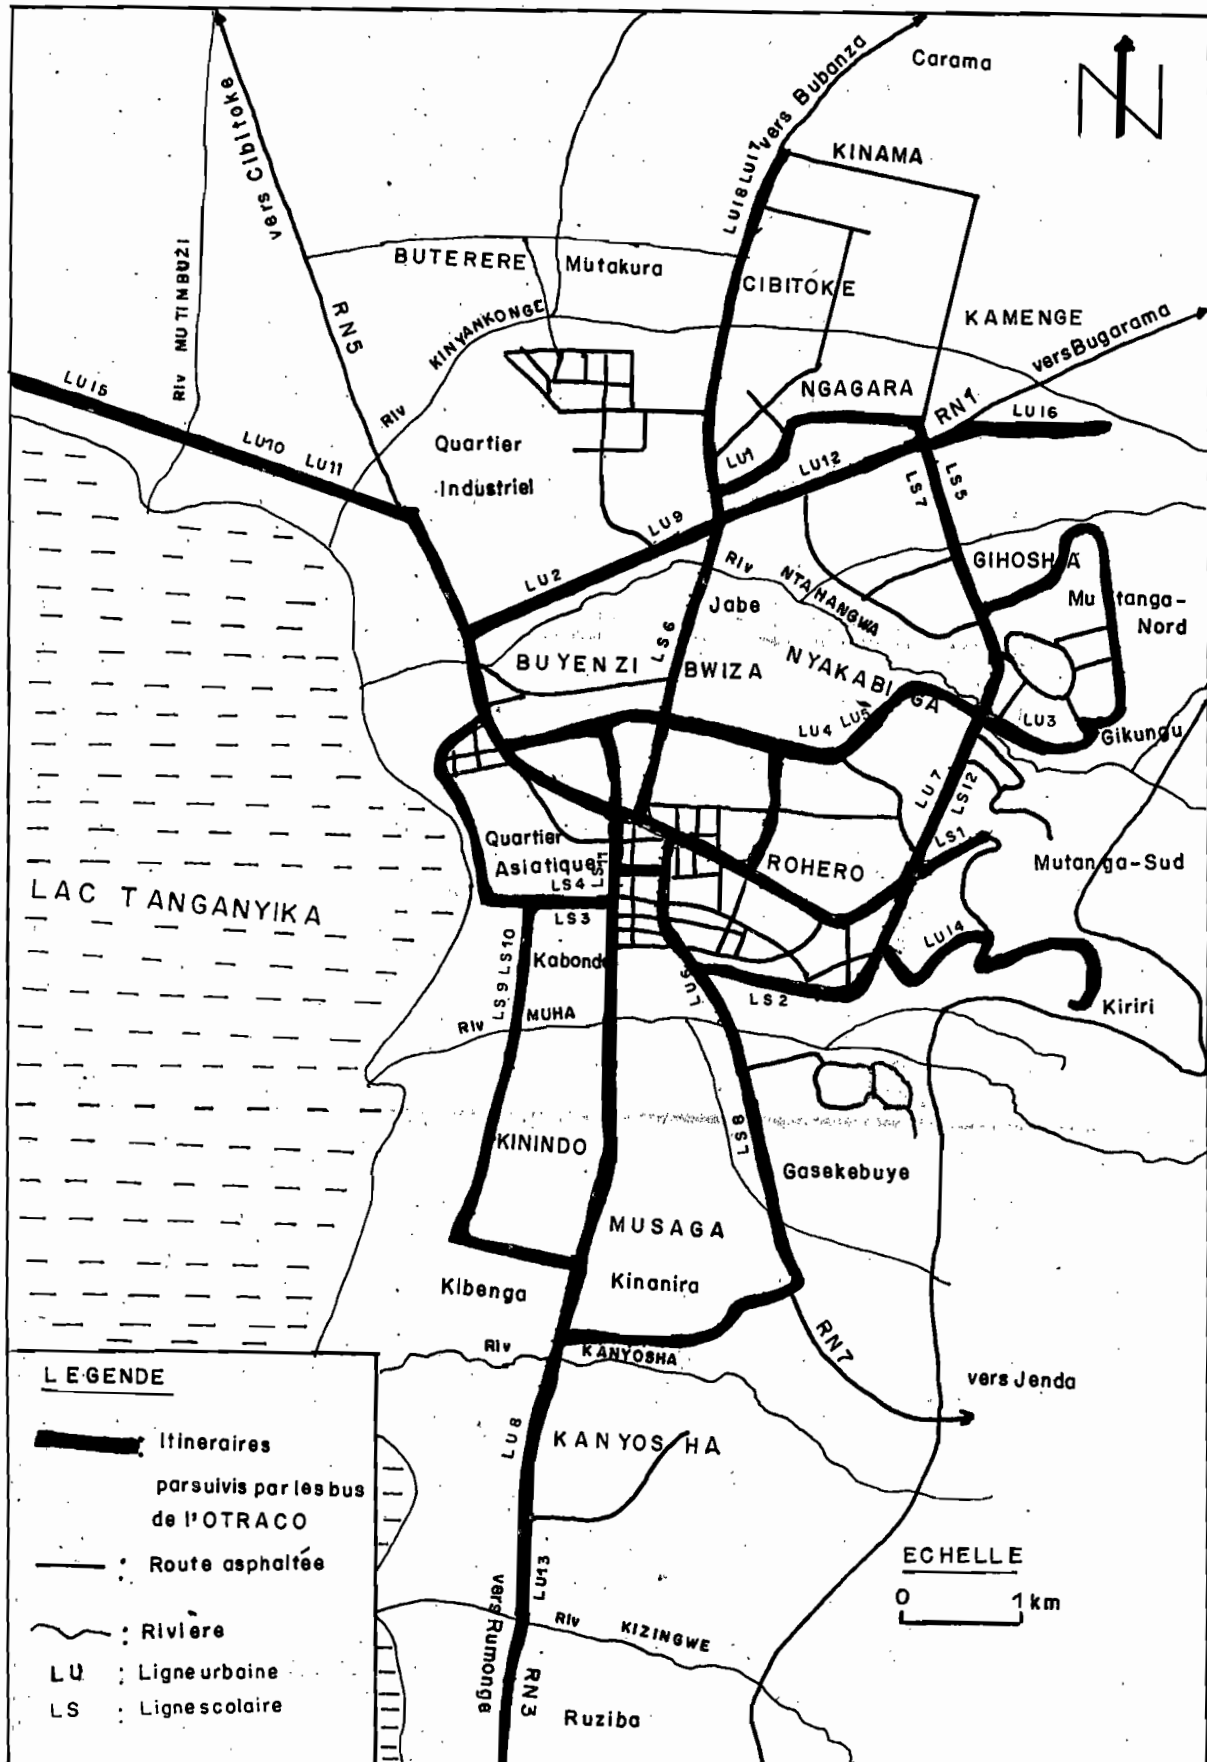 Carama
vers Bubanza
vers Cibitoke
N
KINAMA
LU18 LU17
BUTERERE
Mutakura
CIBITOKE
Riv MUTIMBUZI
RN5
KINYANKONGE
Riv
KAMENGE
vers Bugarama
LU15
NGAGARA
RN1
LU16
LU10
LU11
Quartier
Industriel
LU1
LU12
LS7
LS5
LU9
LU2
Riv NTAHANGWA
GIHOSHA
Jabe
Mutanga-
Nord
LS6
BUYENZI
BWIZA
NYAKABIGA
LU4
LU5
LU3
Gikungu
LU7
LS12
Quartier
Asiatique
LS11
LS4
LS1
ROHERO
Mutanga-Sud
LAC TANGANYIKA
LS3
LU14
LS9 LS10
Kabondo
LU6
LS2
Kiriri
Riv MUHA
LS8
KININDO
Gasekebuye
MUSAGA
Kinanira
Kibenga
Riv KANYOSHA
RN7
vers Jenda
LEGENDE
: Itineraires
parsuivis par les bus
de l'OTRACO
: Route asphaltée
: Rivière
LU : Ligne urbaine
LS : Ligne scolaire
LU8
KANYOSHA
ECHELLE
0 1km
LU13
vers Rumonge
Riv KIZINGWE
RN3
Ruziba